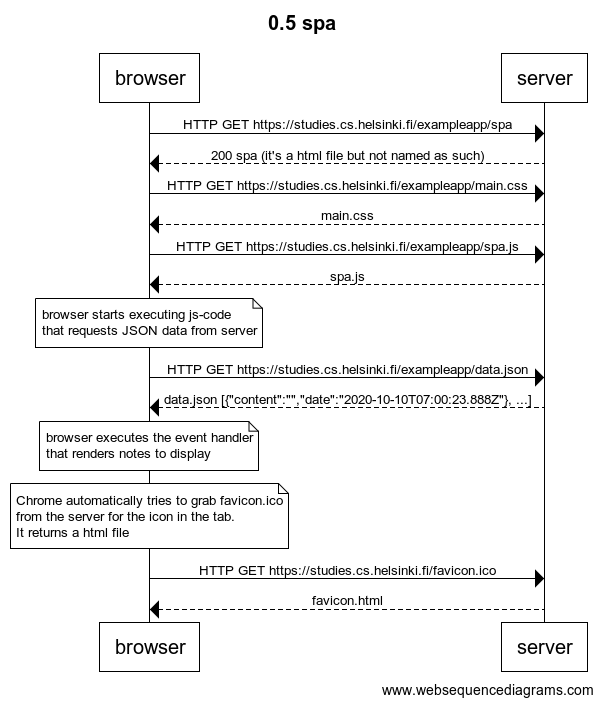 0.5 spa
browser
server
HTTP GET https://studies.cs.helsinki.fi/exampleapp/spa
200 spa (it's a html file but not named as such)
HTTP GET https://studies.cs.helsinki.fi/exampleapp/main.css
main.css
HTTP GET https://studies.cs.helsinki.fi/exampleapp/spa.js
spa.js
browser starts executing js-code
that requests JSON data from server
HTTP GET https://studies.cs.helsinki.fi/exampleapp/data.json
data.json [{"content":"","date":"2020-10-10T07:00:23.888Z"}, ...]
browser executes the event handler
that renders notes to display
Chrome automatically tries to grab favicon.ico
from the server for the icon in the tab.
It returns a html file
HTTP GET https://studies.cs.helsinki.fi/favicon.ico
favicon.html
browser
server
www.websequencediagrams.com